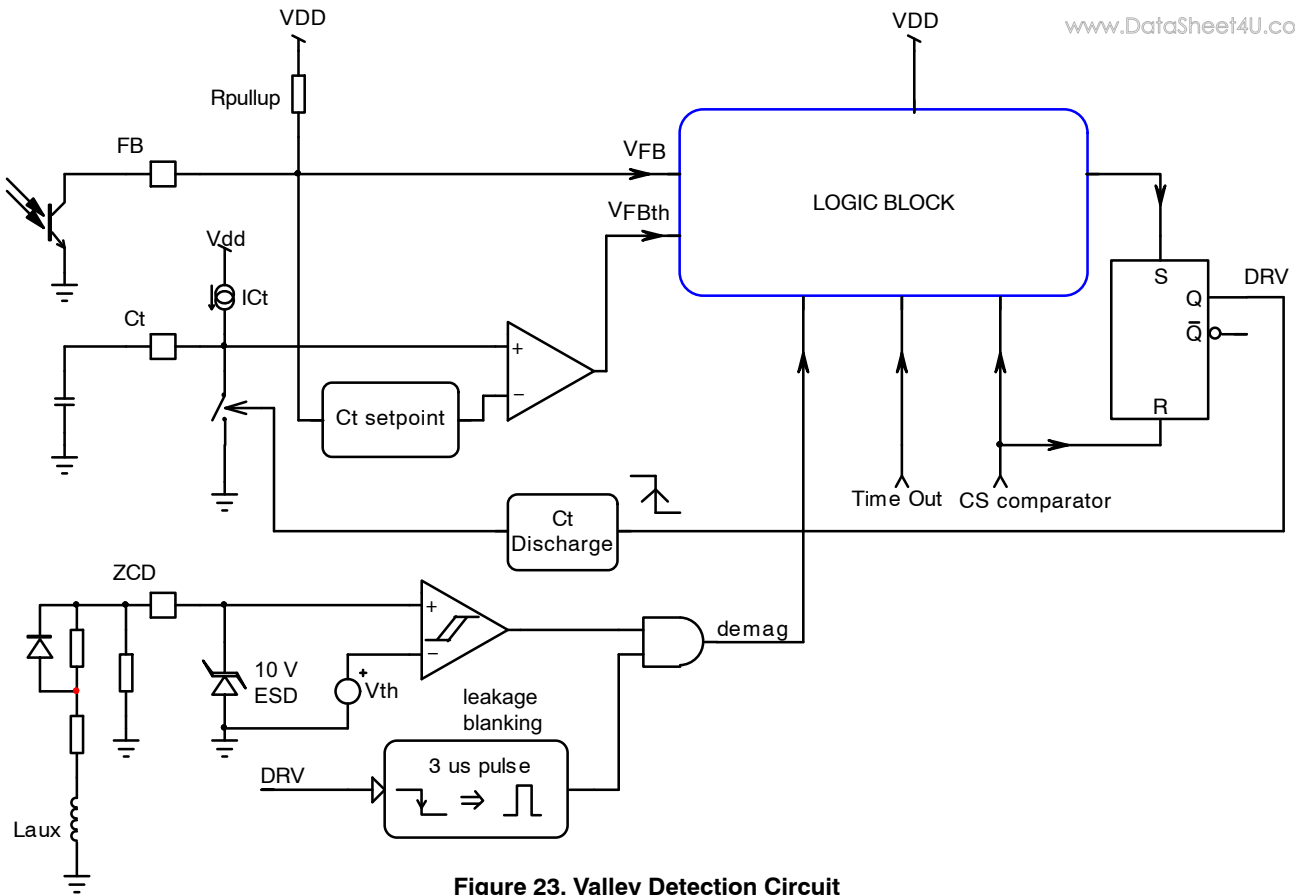 VDD
VDD
www.DataSheet4U.co
Rpullup
FB
VFB
LOGIC BLOCK
VFBth
Vdd
ICt
S
DRV
Q
Ct
Q̄
+
−
Ct setpoint
R
Time Out
CS comparator
Ct
Discharge
ZCD
+
demag
−
10 V
ESD
+
Vth
leakage
blanking
3 us pulse
DRV
⇒
Laux
Figure 23. Valley Detection Circuit